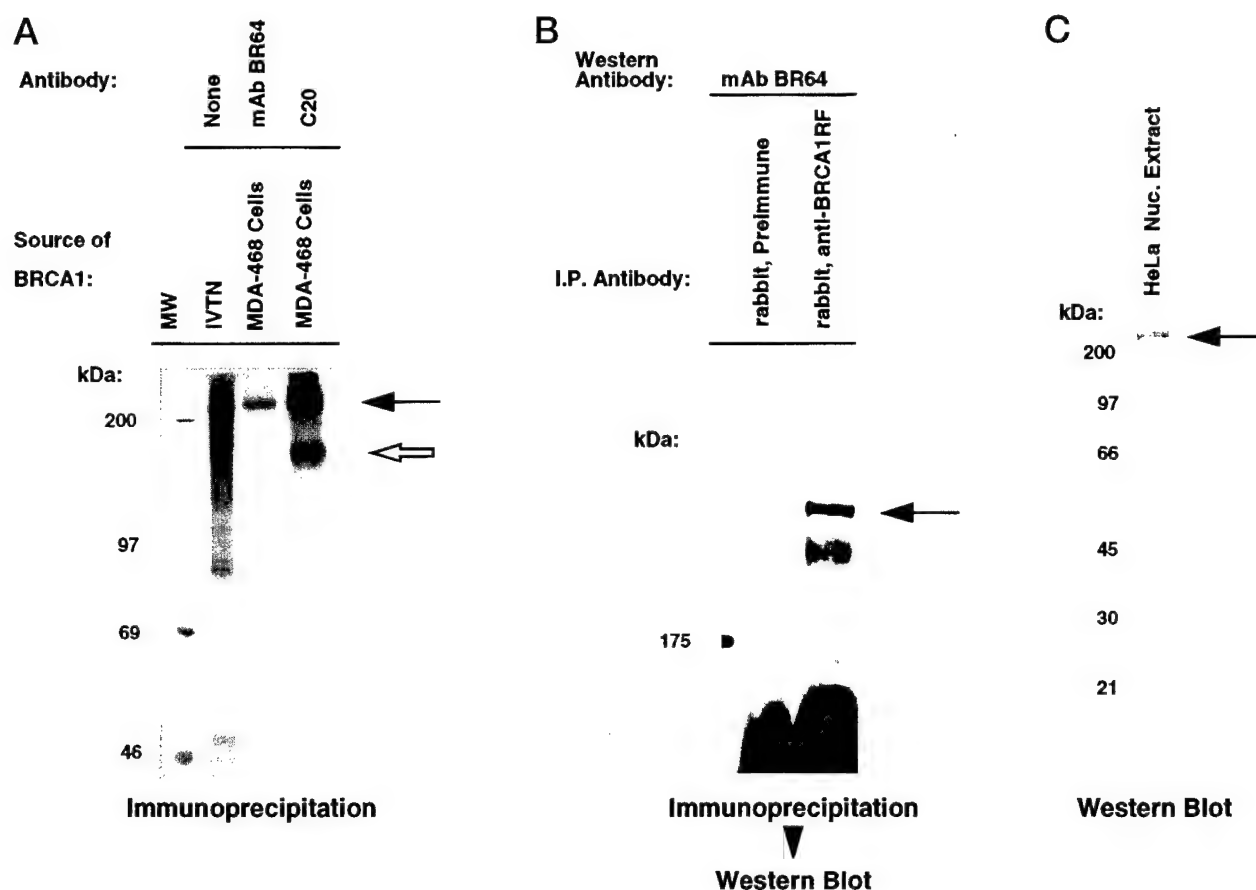 A
Antibody:
None
mAb BR64
C20
Source of
BRCA1:
MW
IVTN
MDA-468 Cells
MDA-468 Cells
kDa:
200
97
69
46
Immunoprecipitation
B
Western
Antibody:
mAb BR64
I.P. Antibody:
rabbit, Preimmune
rabbit, anti-BRCA1RF
kDa:
175
Immunoprecipitation
Western Blot
C
HeLa Nuc. Extract
kDa:
200
97
66
45
30
21
Western Blot